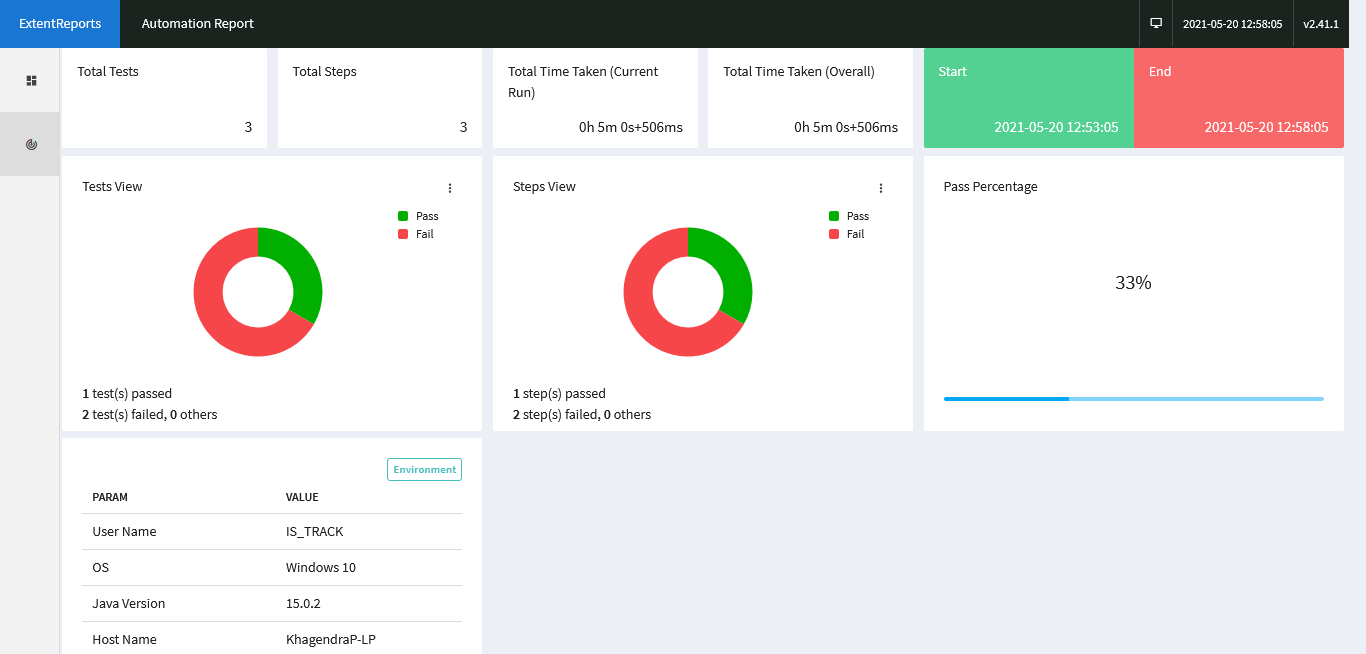 ExtentReports
Automation Report
2021-05-20 12:58:05
v2.41.1
Total Tests
3
Total Steps
3
Total Time Taken (Current
Run)
0h 5m 0s+506ms
Total Time Taken (Overall)
0h 5m 0s+506ms
Start
2021-05-20 12:53:05
End
2021-05-20 12:58:05
Tests View
Pass
Fail
1 test(s) passed
2 test(s) failed, 0 others
Steps View
Pass
Fail
1 step(s) passed
2 step(s) failed, 0 others
Pass Percentage
33%
Environment
PARAM VALUE
User Name IS_TRACK
OS Windows 10
Java Version 15.0.2
Host Name KhagendraP-LP